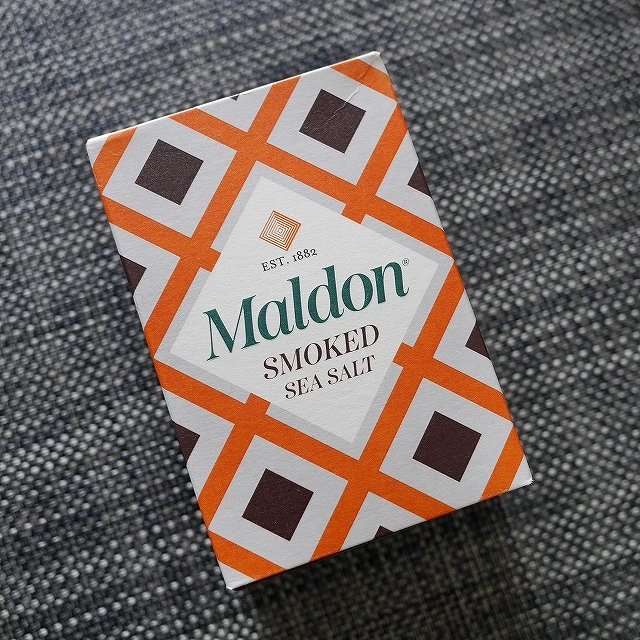 EST. 1882
Maldon®
SMOKED
SEA SALT